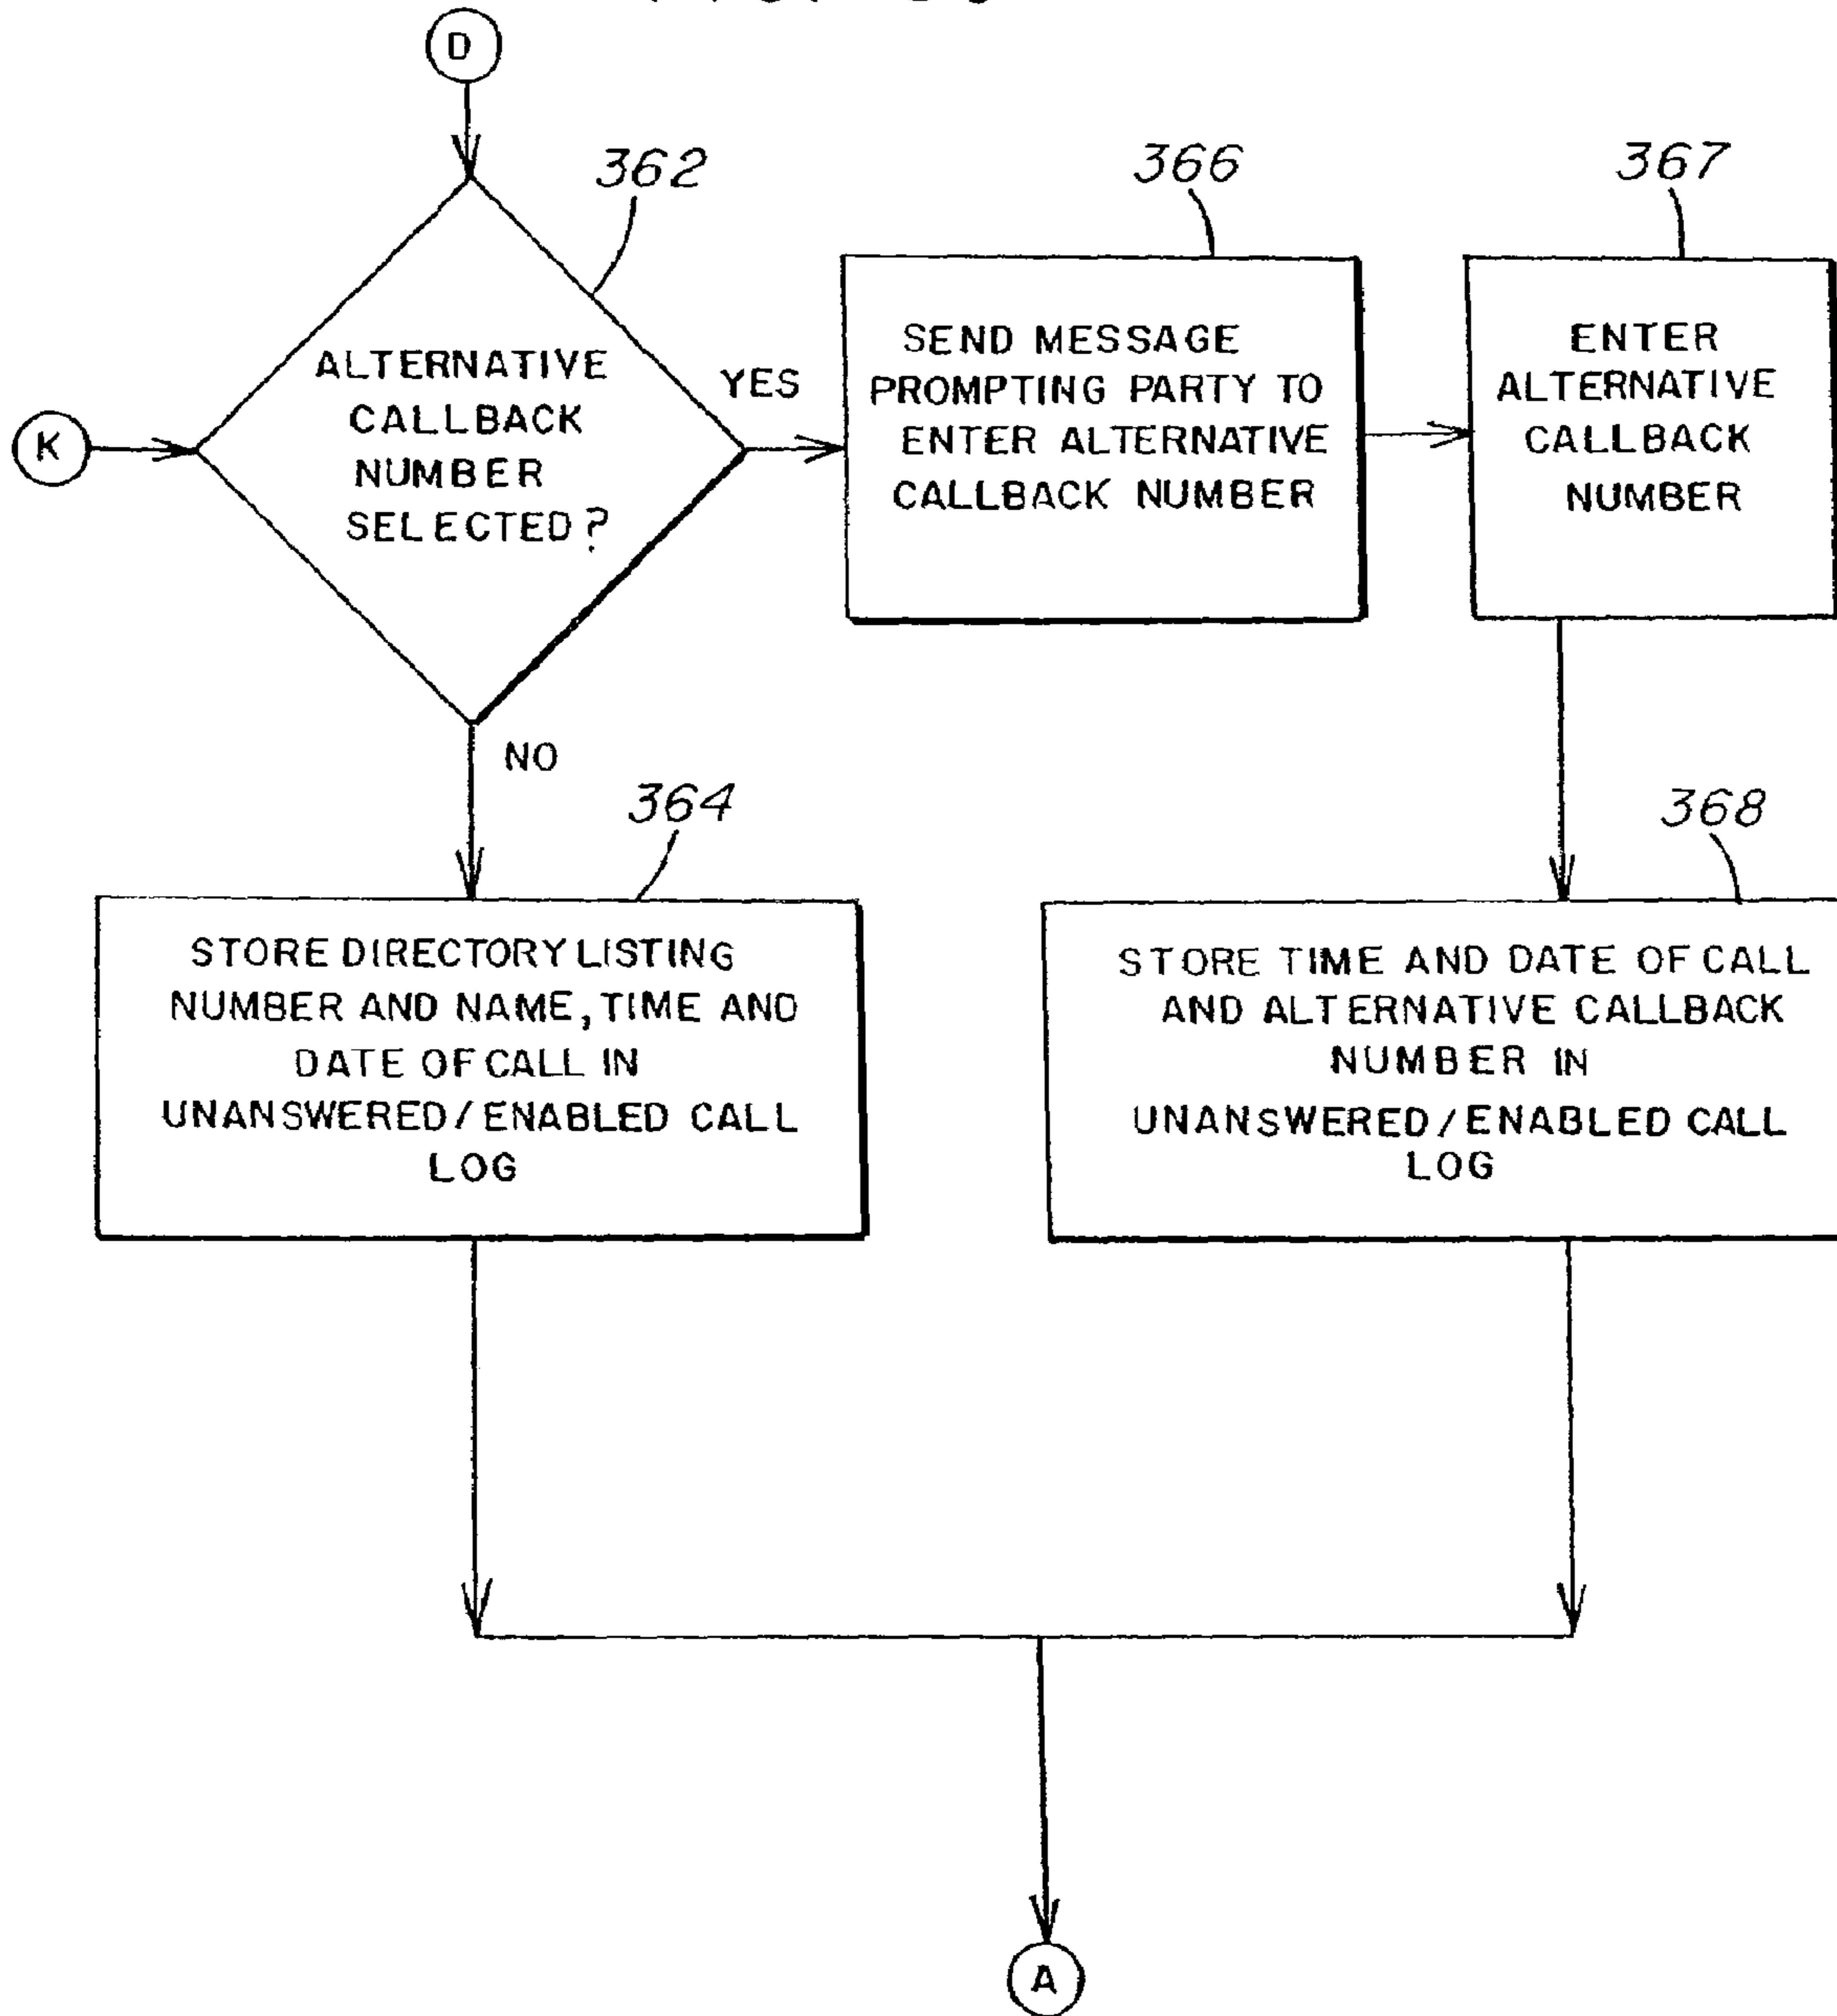 D
362
366
367
ALTERNATIVE
CALLBACK
NUMBER
SELECTED?
K
YES
SEND MESSAGE
PROMPTING PARTY TO
ENTER ALTERNATIVE
CALLBACK NUMBER
ENTER
ALTERNATIVE
CALLBACK
NUMBER
NO
364
368
STORE DIRECTORY LISTING
NUMBER AND NAME, TIME AND
DATE OF CALL IN
UNANSWERED/ENABLED CALL
LOG
STORE TIME AND DATE OF CALL
AND ALTERNATIVE CALLBACK
NUMBER IN
UNANSWERED/ENABLED CALL
LOG
A